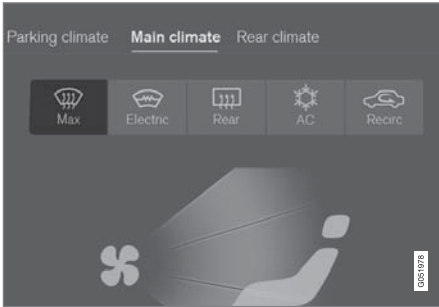 Parking climate Main climate Rear climate
Max Electric Rear AC Recirc
G051978